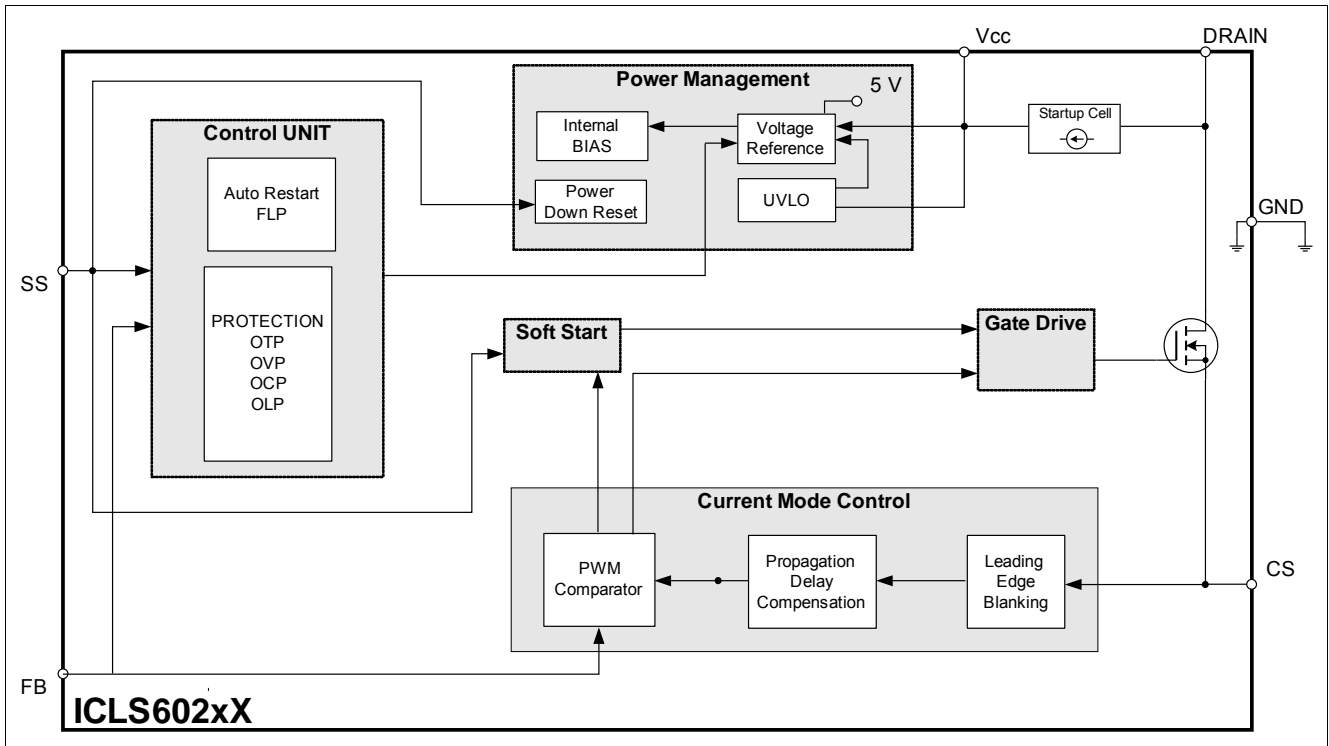 Vcc
DRAIN
Power Management
5 V
Control UNIT
Internal
BIAS
Voltage
Reference
Startup Cell
Auto Restart
FLP
Power
Down Reset
UVLO
GND
SS
PROTECTION
OTP
OVP
OCP
OLP
Soft Start
Gate Drive
Current Mode Control
PWM
Comparator
Propagation
Delay
Compensation
Leading
Edge
Blanking
CS
FB
ICLS602xX